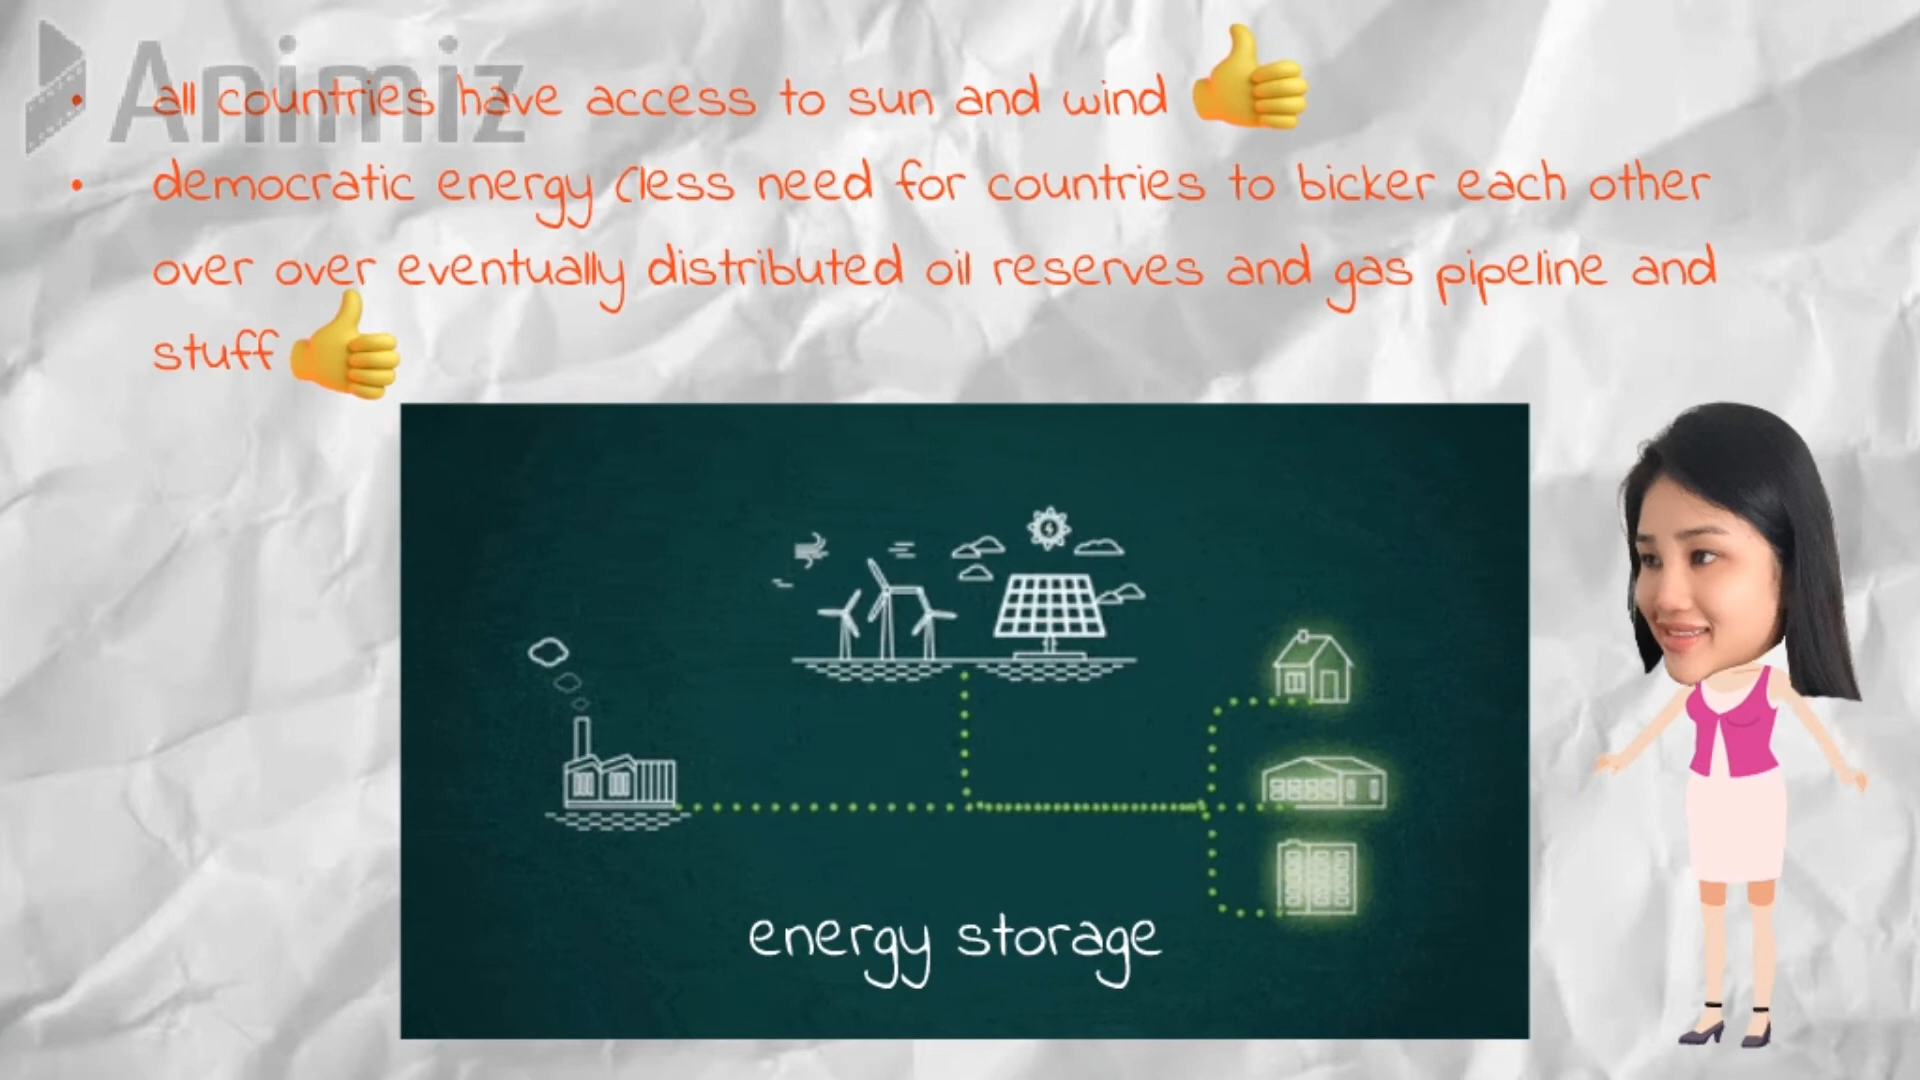 Animiz
• all countries have access to sun and wind
• democratic energy (less need for countries to bicker each other
over over eventually distributed oil reserves and gas pipeline and
stuff
energy storage